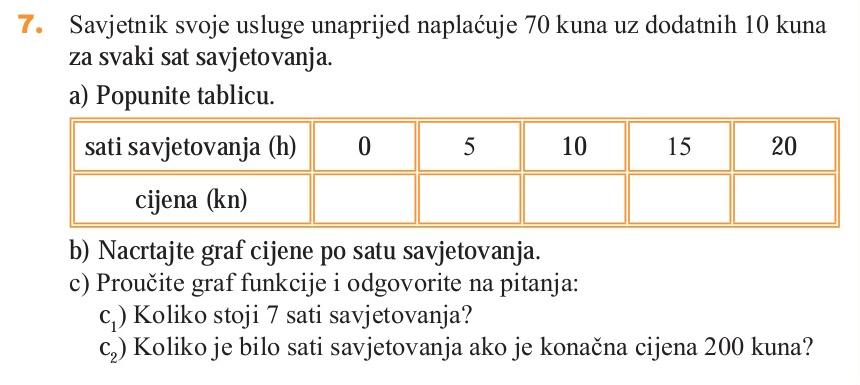 7. Savjetnik svoje usluge unaprijed naplaćuje 70 kuna uz dodatnih 10 kuna
za svaki sat savjetovanja.
a) Popunite tablicu.
sati savjetovanja (h) 0 5 10 15 20
cijena (kn)
b) Nacrtajte graf cijene po satu savjetovanja.
c) Proučite graf funkcije i odgovorite na pitanja:
c₁) Koliko stoji 7 sati savjetovanja?
c₂) Koliko je bilo sati savjetovanja ako je konačna cijena 200 kuna?